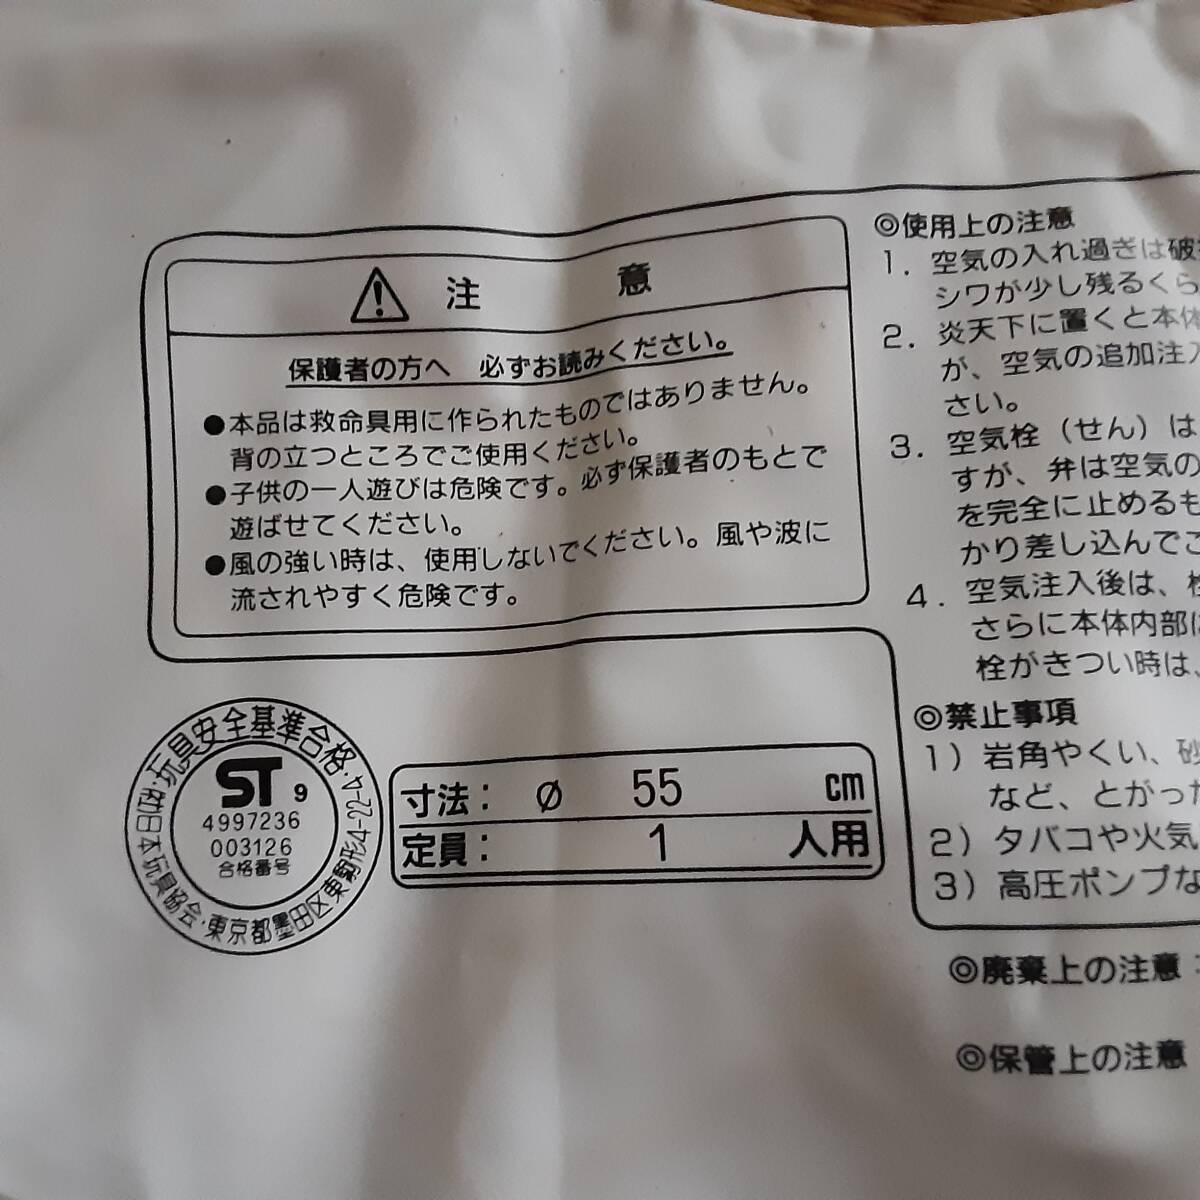 注 意
保護者の方へ 必ずお読みください。
●本品は救命具用に作られたものではありません。
背の立つところでご使用ください。
●子供の一人遊びは危険です。必ず保護者のもとで
遊ばせてください。
●風の強い時は、使用しないでください。風や波に
流されやすく危険です。
玩具安全基準合格
ST 9
4997236
003126
合格番号
(社)日本玩具協会・東京都墨田区東駒形4-22-4
寸法: ø 55 cm
定員: 1 人用
◎使用上の注意
1. 空気の入れ過ぎは破
シワが少し残るくら
2. 炎天下に置くと本体
が、空気の追加注入
さい。
3. 空気栓(せん)は
すが、弁は空気の
を完全に止めるも
かり差し込んでご
4. 空気注入後は、栓
さらに本体内部に
栓がきつい時は、
◎禁止事項
1) 岩角やくい、砂
など、とがった
2) タバコや火気
3) 高圧ポンプな
◎廃棄上の注意
◎保管上の注意